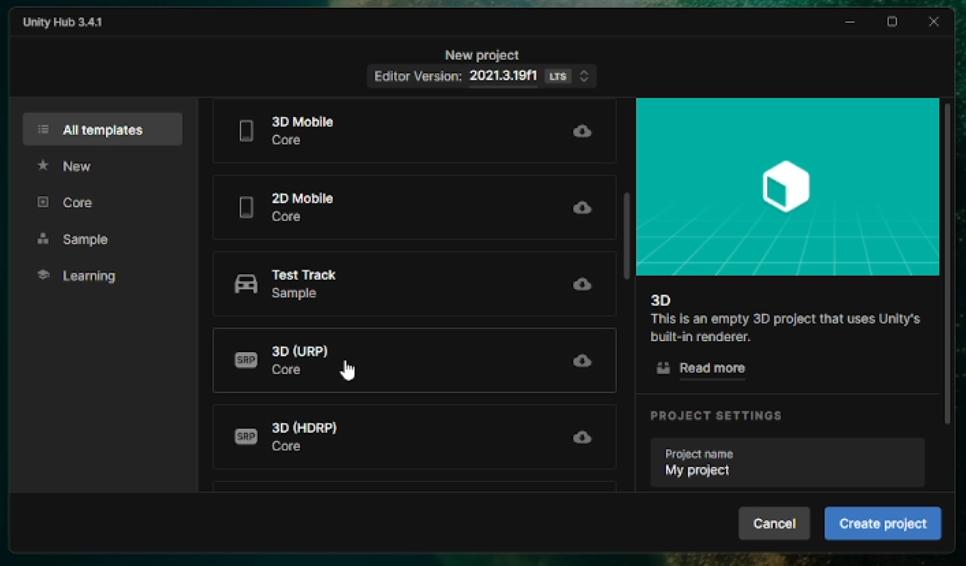 Unity Hub 3.4.1
New project
Editor Version: 2021.3.19f1 LTS
All templates
New
Core
Sample
Learning
3D Mobile
Core
2D Mobile
Core
Test Track
Sample
SRP
3D (URP)
Core
SRP
3D (HDRP)
Core
3D
This is an empty 3D project that uses Unity's
built-in renderer.
Read more
PROJECT SETTINGS
Project name
My project
Cancel
Create project